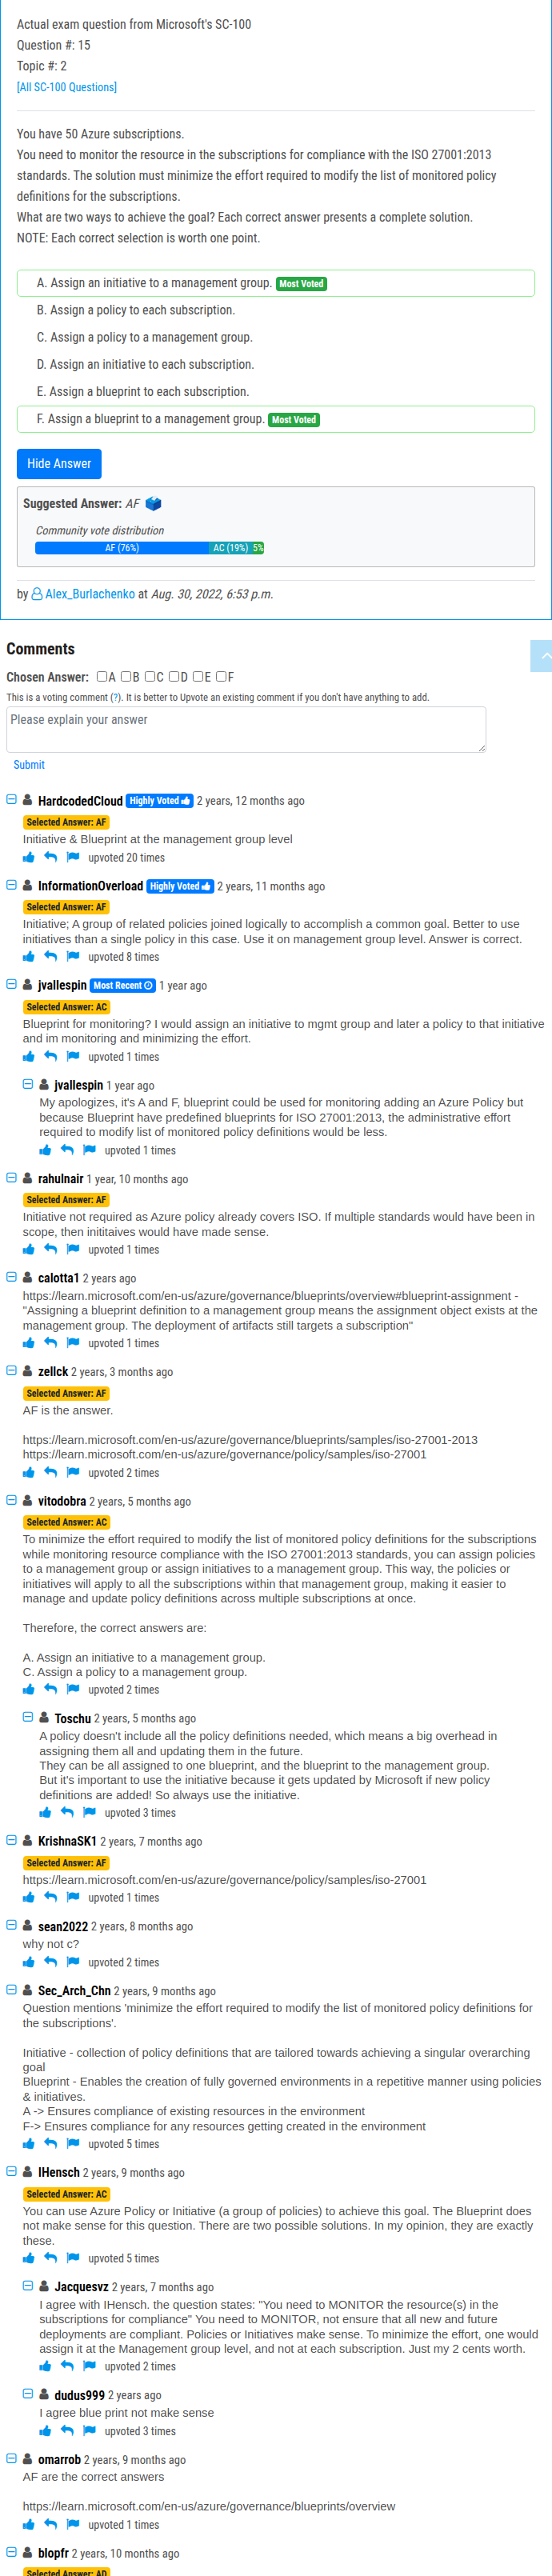 Actual exam question from Microsoft's SC-100
Question #: 15
Topic #: 2
[All SC-100 Questions]
You have 50 Azure subscriptions.
You need to monitor the resource in the subscriptions for compliance with the ISO 27001:2013
standards. The solution must minimize the effort required to modify the list of monitored policy
definitions for the subscriptions.
What are two ways to achieve the goal? Each correct answer presents a complete solution.
NOTE: Each correct selection is worth one point.
A. Assign an initiative to a management group. Most Voted
B. Assign a policy to each subscription.
C. Assign a policy to a management group.
D. Assign an initiative to each subscription.
E. Assign a blueprint to each subscription.
F. Assign a blueprint to a management group. Most Voted
Hide Answer
Suggested Answer: AF
Community vote distribution
AF (76%) AC (19%) 5%
by Alex_Burlachenko at Aug. 30, 2022, 6:53 p.m.
Comments
Chosen Answer: A B C D E F
This is a voting comment (?). It is better to Upvote an existing comment if you don't have anything to add.
Please explain your answer
Submit
HardcodedCloud Highly Voted 2 years, 12 months ago
Selected Answer: AF
Initiative & Blueprint at the management group level
upvoted 20 times
InformationOverload Highly Voted 2 years, 11 months ago
Selected Answer: AF
Initiative; A group of related policies joined logically to accomplish a common goal. Better to use
initiatives than a single policy in this case. Use it on management group level. Answer is correct.
upvoted 8 times
jvallespin Most Recent 1 year ago
Selected Answer: AC
Blueprint for monitoring? I would assign an initiative to mgmt group and later a policy to that initiative
and im monitoring and minimizing the effort.
upvoted 1 times
jvallespin 1 year ago
My apologizes, it's A and F, blueprint could be used for monitoring adding an Azure Policy but
because Blueprint have predefined blueprints for ISO 27001:2013, the administrative effort
required to modify list of monitored policy definitions would be less.
upvoted 1 times
rahulnair 1 year, 10 months ago
Selected Answer: AF
Initiative not required as Azure policy already covers ISO. If multiple standards would have been in
scope, then inititaives would have made sense.
upvoted 1 times
calotta1 2 years ago
https://learn.microsoft.com/en-us/azure/governance/blueprints/overview#blueprint-assignment -
"Assigning a blueprint definition to a management group means the assignment object exists at the
management group. The deployment of artifacts still targets a subscription"
upvoted 1 times
zellck 2 years, 3 months ago
Selected Answer: AF
AF is the answer.
https://learn.microsoft.com/en-us/azure/governance/blueprints/samples/iso-27001-2013
https://learn.microsoft.com/en-us/azure/governance/policy/samples/iso-27001
upvoted 2 times
vitodobra 2 years, 5 months ago
Selected Answer: AC
To minimize the effort required to modify the list of monitored policy definitions for the subscriptions
while monitoring resource compliance with the ISO 27001:2013 standards, you can assign policies
to a management group or assign initiatives to a management group. This way, the policies or
initiatives will apply to all the subscriptions within that management group, making it easier to
manage and update policy definitions across multiple subscriptions at once.
Therefore, the correct answers are:
A. Assign an initiative to a management group.
C. Assign a policy to a management group.
upvoted 2 times
Toschu 2 years, 5 months ago
A policy doesn't include all the policy definitions needed, which means a big overhead in
assigning them all and updating them in the future.
They can be all assigned to one blueprint, and the blueprint to the management group.
But it's important to use the initiative because it gets updated by Microsoft if new policy
definitions are added! So always use the initiative.
upvoted 3 times
KrishnaSK1 2 years, 7 months ago
Selected Answer: AF
https://learn.microsoft.com/en-us/azure/governance/policy/samples/iso-27001
upvoted 1 times
sean2022 2 years, 8 months ago
why not c?
upvoted 2 times
Sec_Arch_Chn 2 years, 9 months ago
Question mentions 'minimize the effort required to modify the list of monitored policy definitions for
the subscriptions'.
Initiative - collection of policy definitions that are tailored towards achieving a singular overarching
goal
Blueprint - Enables the creation of fully governed environments in a repetitive manner using policies
& initiatives.
A -> Ensures compliance of existing resources in the environment
F-> Ensures compliance for any resources getting created in the environment
upvoted 5 times
IHensch 2 years, 9 months ago
Selected Answer: AC
You can use Azure Policy or Initiative (a group of policies) to achieve this goal. The Blueprint does
not make sense for this question. There are two possible solutions. In my opinion, they are exactly
these.
upvoted 5 times
Jacquesvz 2 years, 7 months ago
I agree with IHensch. the question states: "You need to MONITOR the resource(s) in the
subscriptions for compliance" You need to MONITOR, not ensure that all new and future
deployments are compliant. Policies or Initiatives make sense. To minimize the effort, one would
assign it at the Management group level, and not at each subscription. Just my 2 cents worth.
upvoted 2 times
dudus999 2 years ago
I agree blue print not make sense
upvoted 3 times
omarrob 2 years, 9 months ago
AF are the correct answers
https://learn.microsoft.com/en-us/azure/governance/blueprints/overview
upvoted 1 times
blopfr 2 years, 10 months ago
Selected Answer: AD